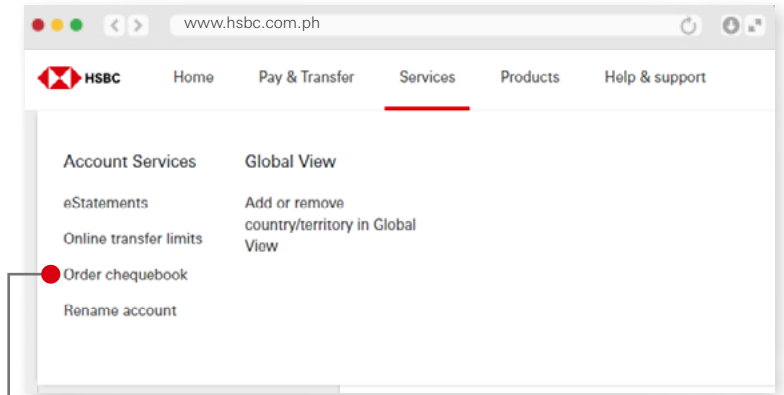 www.hsbc.com.ph
HSBC Home Pay & Transfer Services Products Help & support
Account Services
eStatements
Online transfer limits
Order chequebook
Rename account
Global View
Add or remove
country/territory in Global
View